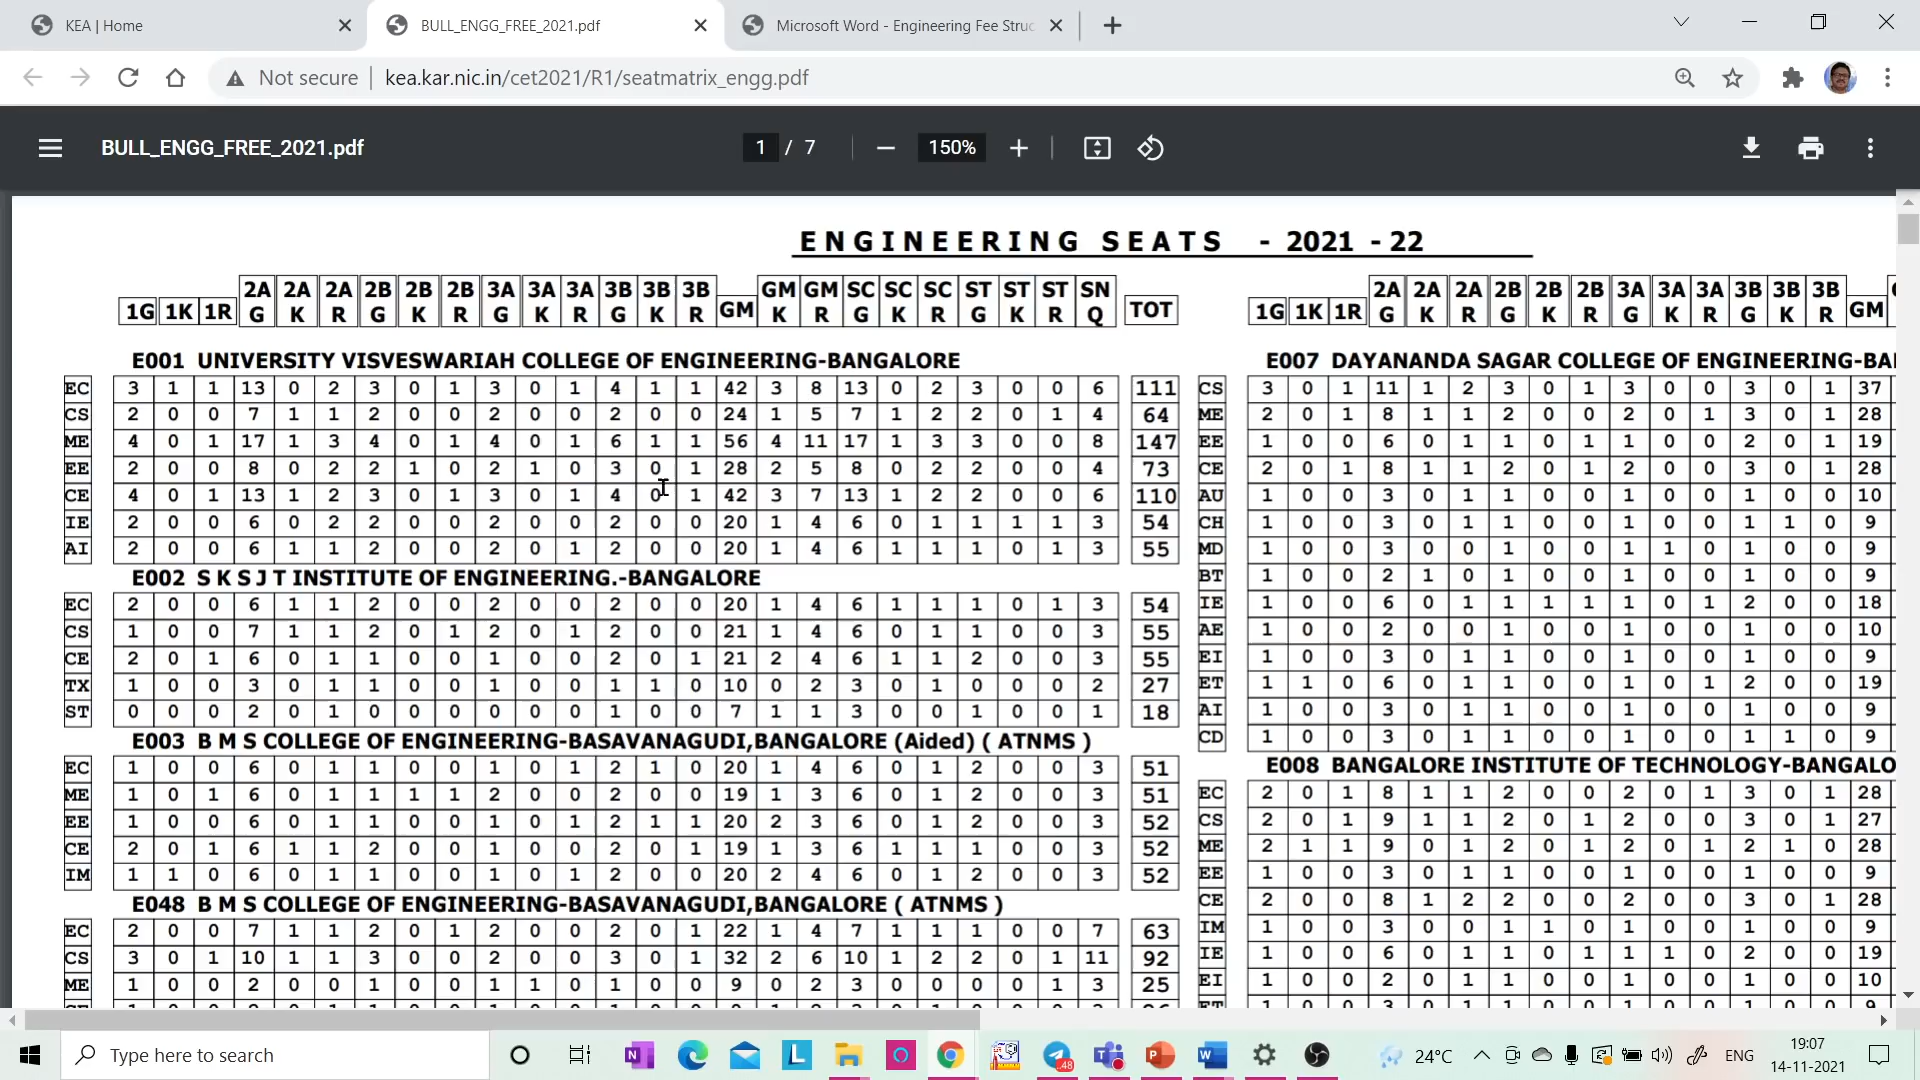 KEA | Home
BULL_ENGG_FREE_2021.pdf
Microsoft Word - Engineering Fee Struc
Not secure
kea.kar.nic.in/cet2021/R1/seatmatrix_engg.pdf
BULL_ENGG_FREE_2021.pdf
1 / 7
150%
ENGINEERING SEATS - 2021 - 22
1G 1K 1R 2AG 2AK 2AR 2BG 2BK 2BR 3AG 3AK 3AR 3BG 3BK 3BR GM GMK GMR SCG SCK SCR STG STK STR SNQ TOT
E001 UNIVERSITY VISVESWARIAH COLLEGE OF ENGINEERING-BANGALORE
EC 3 1 1 13 0 2 3 0 1 3 0 1 4 1 1 42 3 8 13 0 2 3 0 0 6 111
CS 2 0 0 7 1 1 2 0 0 2 0 0 2 0 0 24 1 5 7 1 2 2 0 1 4 64
ME 4 0 1 17 1 3 4 0 1 4 0 1 6 1 1 56 4 11 17 1 3 3 0 0 8 147
EE 2 0 0 8 0 2 2 1 0 2 1 0 3 0 1 28 2 5 8 0 2 2 0 0 4 73
CE 4 0 1 13 1 2 3 0 1 3 0 1 4 0 1 42 3 7 13 1 2 2 0 0 6 110
IE 2 0 0 6 0 2 2 0 0 2 0 0 2 0 0 20 1 4 6 0 1 1 1 1 3 54
AI 2 0 0 6 1 1 2 0 0 2 0 1 2 0 0 20 1 4 6 1 1 1 0 1 3 55
E002 S K S J T INSTITUTE OF ENGINEERING.-BANGALORE
EC 2 0 0 6 1 1 2 0 0 2 0 0 2 0 0 20 1 4 6 1 1 1 0 1 3 54
CS 1 0 0 7 1 1 2 0 1 2 0 1 2 0 0 21 1 4 6 0 1 1 0 0 3 55
CE 2 0 1 6 0 1 1 0 0 1 0 0 2 0 1 21 2 4 6 1 1 2 0 0 3 55
TX 1 0 0 3 0 1 1 0 0 1 0 0 1 1 0 10 0 2 3 0 1 0 0 0 2 27
ST 0 0 0 2 0 1 0 0 0 0 0 0 1 0 0 7 1 1 3 0 0 1 0 0 1 18
E003 B M S COLLEGE OF ENGINEERING-BASAVANAGUDI,BANGALORE (Aided) ( ATNMS )
EC 1 0 0 6 0 1 1 0 0 1 0 1 2 1 0 20 1 4 6 0 1 2 0 0 3 51
ME 1 0 1 6 0 1 1 1 1 2 0 0 2 0 0 19 1 3 6 0 1 2 0 0 3 51
EE 1 0 0 6 0 1 1 0 0 1 0 1 2 1 1 20 2 3 6 0 1 2 0 0 3 52
CE 2 0 1 6 1 1 2 0 0 1 0 0 2 0 1 19 1 3 6 1 1 1 0 0 3 52
IM 1 1 0 6 0 1 1 0 0 1 0 1 2 0 0 20 2 4 6 0 1 2 0 0 3 52
E048 B M S COLLEGE OF ENGINEERING-BASAVANAGUDI,BANGALORE ( ATNMS )
EC 2 0 0 7 1 1 2 0 1 2 0 0 2 0 1 22 1 4 7 1 1 1 0 0 7 63
CS 3 0 1 10 1 1 3 0 0 2 0 0 3 0 1 32 2 6 10 1 2 2 0 1 11 92
ME 1 0 0 2 0 0 1 0 0 1 1 0 1 0 0 9 0 2 3 0 0 0 0 1 3 25
1G 1K 1R 2AG 2AK 2AR 2BG 2BK 2BR 3AG 3AK 3AR 3BG 3BK 3BR GM
E007 DAYANANDA SAGAR COLLEGE OF ENGINEERING-BA
CS 3 0 1 11 1 2 3 0 1 3 0 0 3 0 1 37
ME 2 0 1 8 1 1 2 0 0 2 0 1 3 0 1 28
EE 1 0 0 6 0 1 1 0 1 1 0 0 2 0 1 19
CE 2 0 1 8 1 1 2 0 1 2 0 0 3 0 1 28
AU 1 0 0 3 0 1 1 0 0 1 0 0 1 0 0 10
CH 1 0 0 3 0 1 1 0 0 1 0 0 1 1 0 9
MD 1 0 0 3 0 0 1 0 0 1 1 0 1 0 0 9
BT 1 0 0 2 1 0 1 0 0 1 0 0 1 0 0 9
IE 1 0 0 6 0 1 1 1 1 1 0 1 2 0 0 18
AE 1 0 0 2 0 0 1 0 0 1 0 0 1 0 0 10
EI 1 0 0 3 0 1 1 0 0 1 0 0 1 0 0 9
ET 1 1 0 6 0 1 1 0 0 1 0 1 2 0 0 19
AI 1 0 0 3 0 1 1 0 0 1 0 0 1 0 0 9
CD 1 0 0 3 0 1 1 0 0 1 0 0 1 1 0 9
E008 BANGALORE INSTITUTE OF TECHNOLOGY-BANGALO
EC 2 0 1 8 1 1 2 0 0 2 0 1 3 0 1 28
CS 2 0 1 9 1 1 2 0 1 2 0 0 3 0 1 27
ME 2 1 1 9 0 1 2 0 1 2 0 1 2 1 0 28
EE 1 0 0 3 0 1 1 0 0 1 0 0 1 0 0 9
CE 2 0 0 8 1 2 2 0 0 2 0 0 3 0 1 28
IM 1 0 0 3 0 0 1 1 0 1 0 0 1 0 0 9
IE 1 0 0 6 0 1 1 0 1 1 1 0 2 0 0 19
EI 1 0 0 2 0 1 1 0 0 1 0 0 1 0 0 10
Type here to search
48
24°C
ENG
19:07
14-11-2021